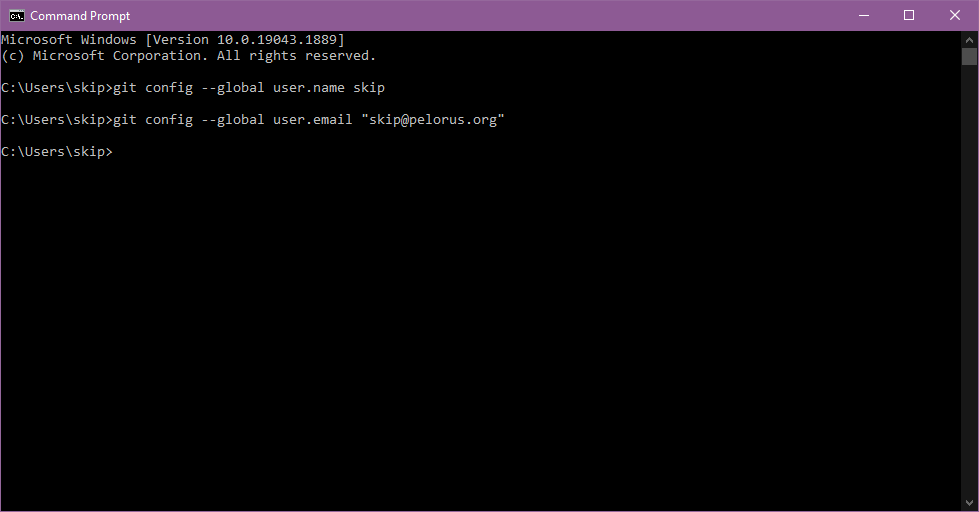 Command Prompt
Microsoft Windows [Version 10.0.19043.1889]
(c) Microsoft Corporation. All rights reserved.
C:\Users\skip>git config --global user.name skip
C:\Users\skip>git config --global user.email "skip@pelorus.org"
C:\Users\skip>